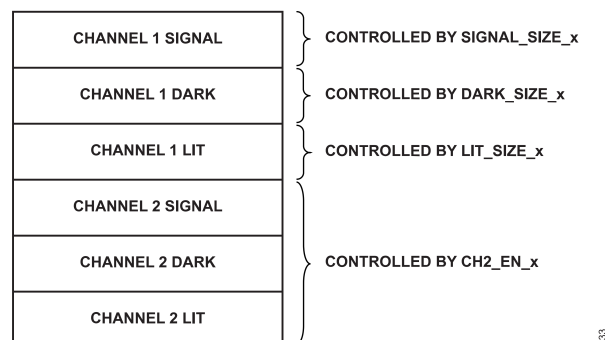 CHANNEL 1 SIGNAL CONTROLLED BY SIGNAL_SIZE_x
CHANNEL 1 DARK CONTROLLED BY DARK_SIZE_x
CHANNEL 1 LIT CONTROLLED BY LIT_SIZE_x
CHANNEL 2 SIGNAL
CHANNEL 2 DARK CONTROLLED BY CH2_EN_x
CHANNEL 2 LIT
33